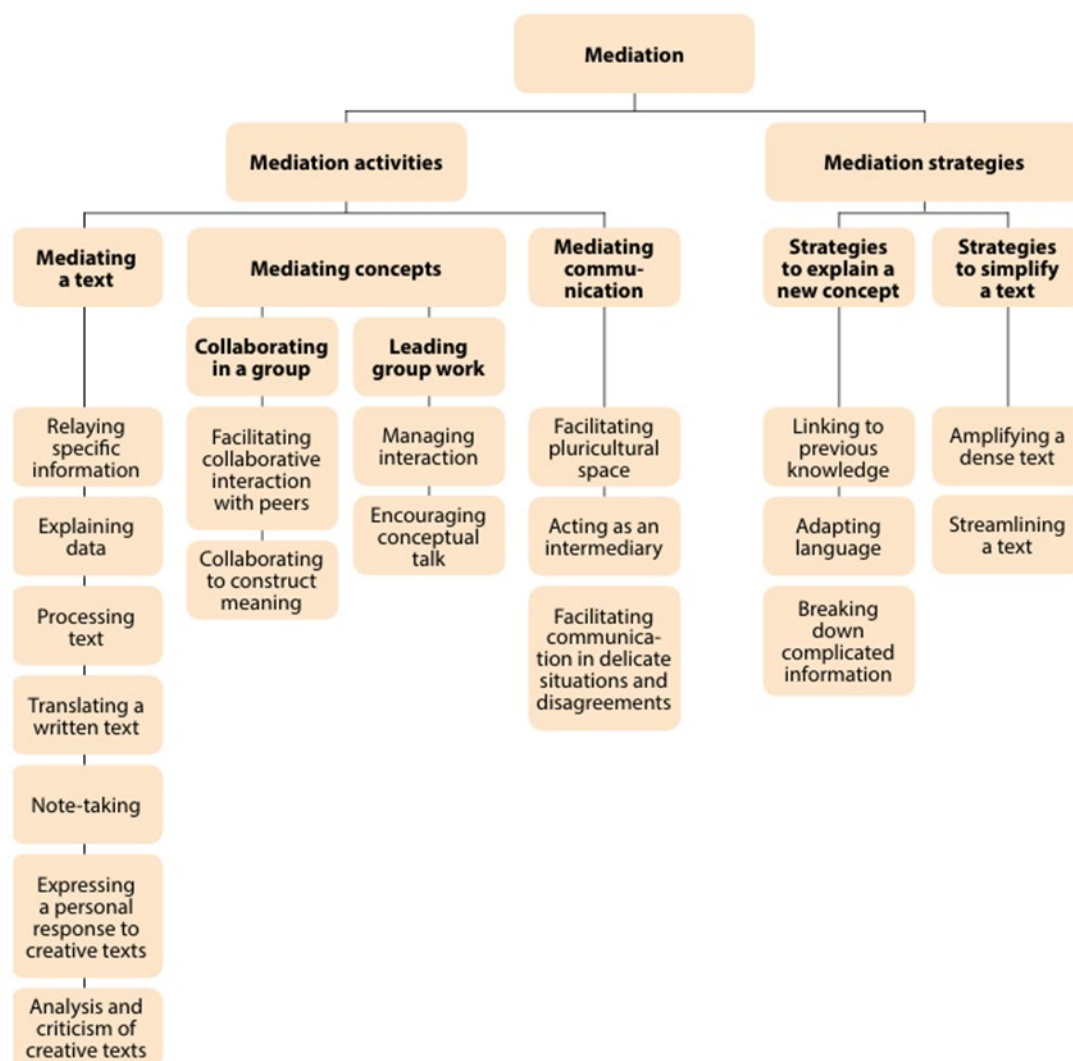 Mediation
Mediation activities
Mediation strategies
Mediating
a text
Mediating concepts
Mediating
commu-
nication
Strategies
to explain a
new concept
Strategies
to simplify
a text
Collaborating
in a group
Leading
group work
Relaying
specific
information
Explaining
data
Processing
text
Translating a
written text
Note-taking
Expressing
a personal
response to
creative texts
Analysis and
criticism of
creative texts
Facilitating
collaborative
interaction
with peers
Collaborating
to construct
meaning
Managing
interaction
Encouraging
conceptual
talk
Facilitating
pluricultural
space
Acting as an
intermediary
Facilitating
communica-
tion in delicate
situations and
disagreements
Linking to
previous
knowledge
Adapting
language
Breaking
down
complicated
information
Amplifying a
dense text
Streamlining
a text